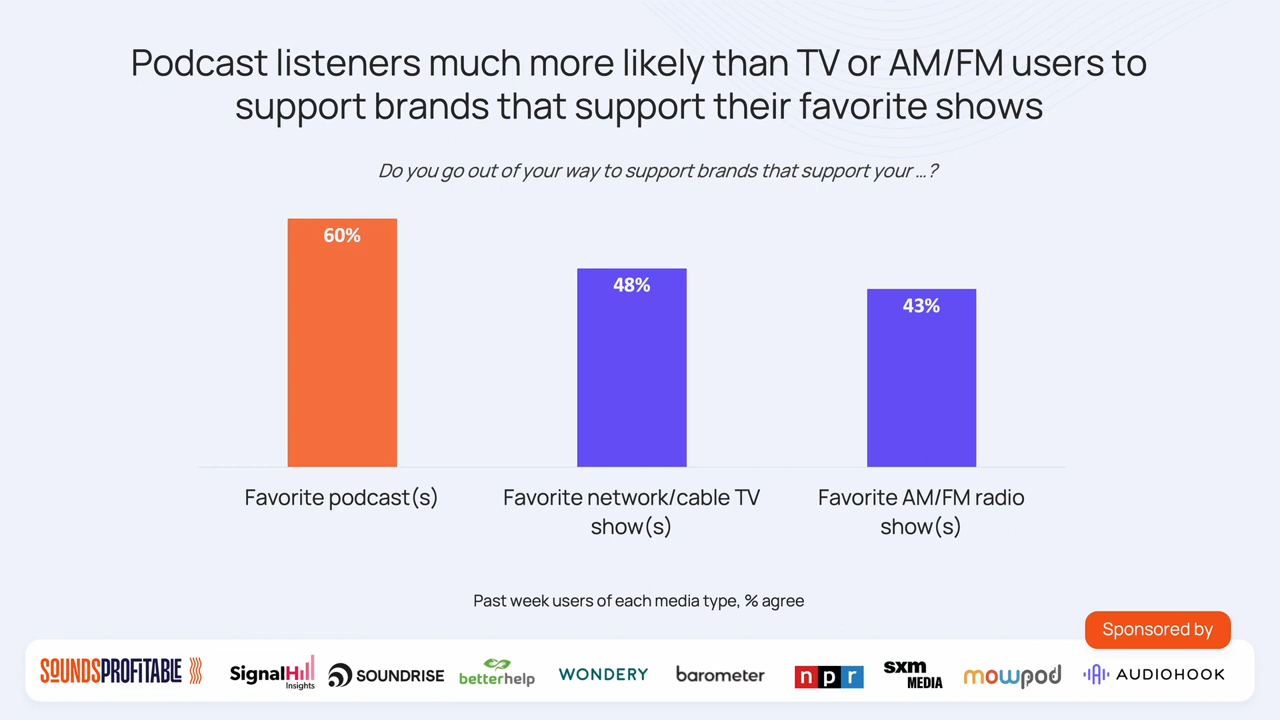 Podcast listeners much more likely than TV or AM/FM users to
support brands that support their favorite shows
Do you go out of your way to support brands that support your ...?
60%
48%
43%
Favorite podcast(s)
Favorite network/cable TV
show(s)
Favorite AM/FM radio
show(s)
Past week users of each media type, % agree
Sponsored by
SOUNDSPROFITABLE
SignalHill
Insights
SOUNDRISE
betterhelp
WONDERY
barometer
npr
sxm
MEDIA
mowpod
AUDIOHOOK